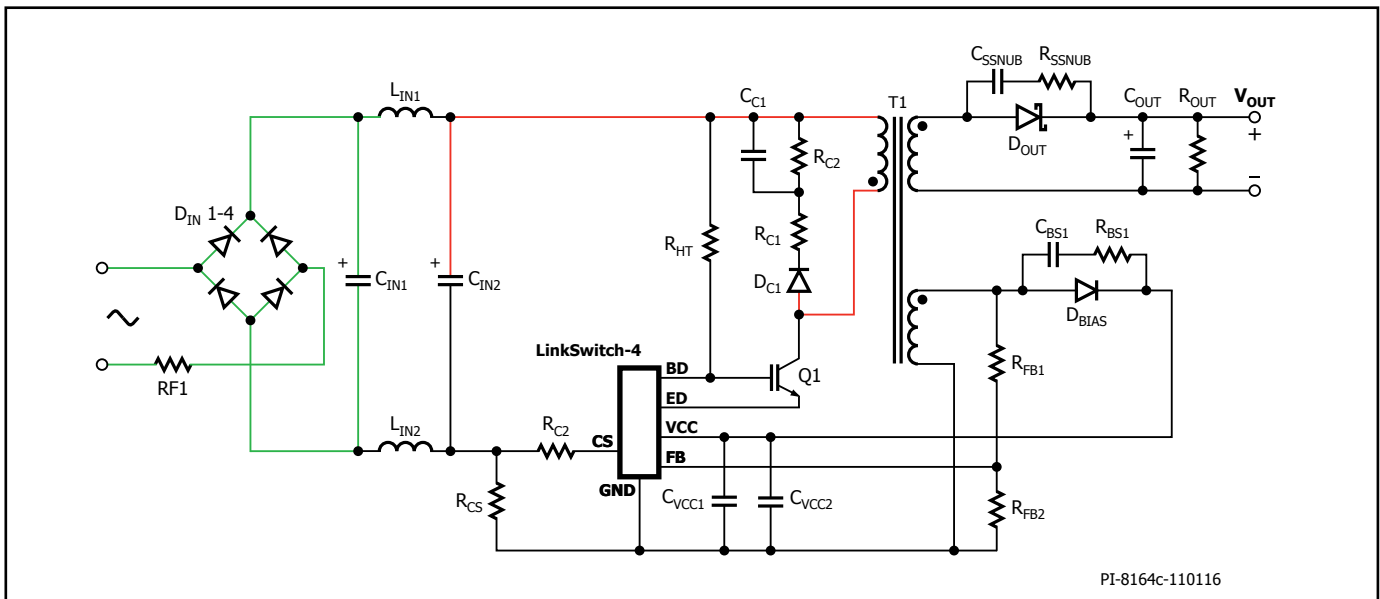 C_SSNUB R_SSNUB
L_IN1
C_C1
T1
C_OUT R_OUT V_OUT
+
+
−
D_OUT
R_C2
D_IN 1-4
R_HT
R_C1
C_BS1 R_BS1
+ C_IN1
+ C_IN2
D_C1
D_BIAS
LinkSwitch-4
BD
Q1
R_FB1
RF1
ED
L_IN2
R_C2
CS
VCC
FB
GND
R_CS
C_VCC1
C_VCC2
R_FB2
PI-8164c-110116